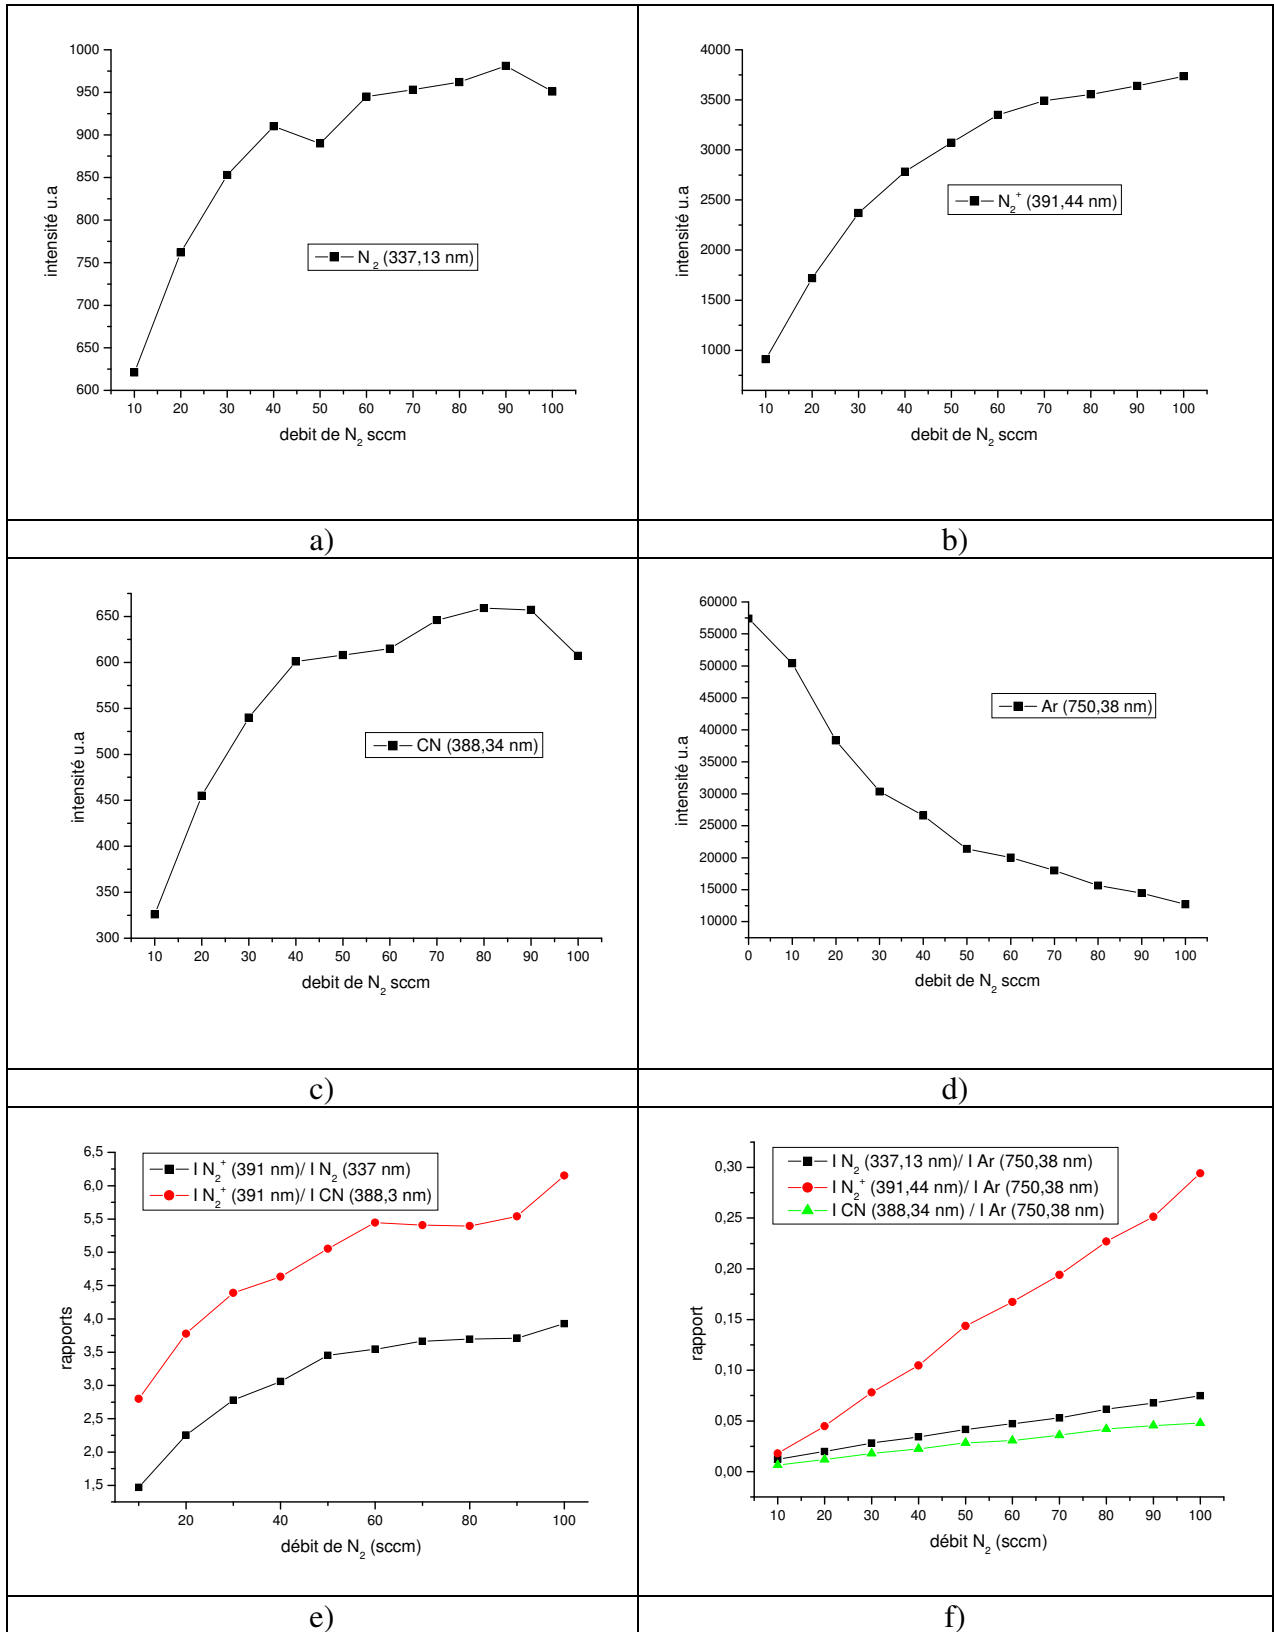 1000
950
900
850
800
750
700
650
600
intensité u.a
N₂ (337,13 nm)
10 20 30 40 50 60 70 80 90 100
debit de N₂ sccm
4000
3500
3000
2500
2000
1500
1000
intensité u.a
N₂⁺ (391,44 nm)
10 20 30 40 50 60 70 80 90 100
debit de N₂ sccm
a)
b)
650
600
550
500
450
400
350
300
intensité u.a
CN (388,34 nm)
10 20 30 40 50 60 70 80 90 100
debit de N₂ sccm
60000
55000
50000
45000
40000
35000
30000
25000
20000
15000
10000
intensité u.a
Ar (750,38 nm)
0 10 20 30 40 50 60 70 80 90 100
debit de N₂ sccm
c)
d)
6,5
6,0
5,5
5,0
4,5
4,0
3,5
3,0
2,5
2,0
1,5
rapports
I N₂⁺ (391 nm)/ I N₂ (337 nm)
I N₂⁺ (391 nm)/ I CN (388,3 nm)
20 40 60 80 100
débit de N₂ (sccm)
0,30
0,25
0,20
0,15
0,10
0,05
0,00
rapport
I N₂ (337,13 nm)/ I Ar (750,38 nm)
I N₂⁺ (391,44 nm)/ I Ar (750,38 nm)
I CN (388,34 nm) / I Ar (750,38 nm)
10 20 30 40 50 60 70 80 90 100
débit N₂ (sccm)
e)
f)